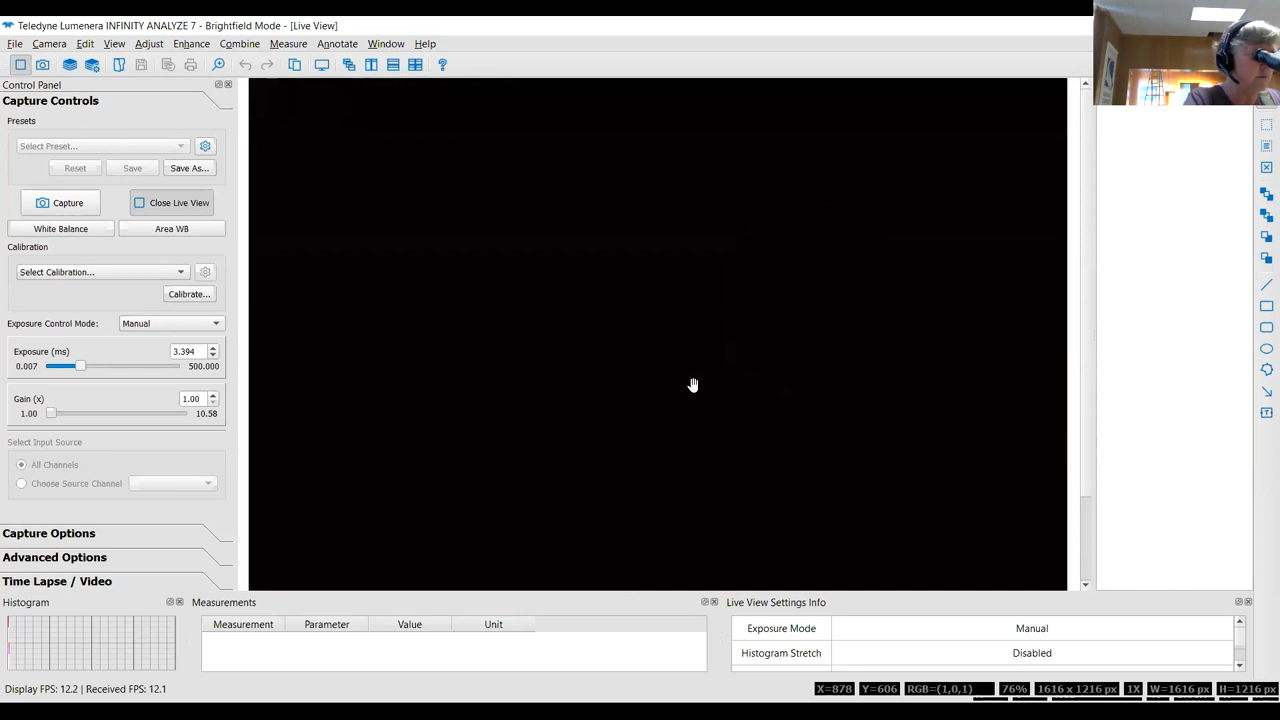 Teledyne Lumenera INFINITY ANALYZE 7 - Brightfield Mode - [Live View]
File Camera Edit View Adjust Enhance Combine Measure Annotate Window Help
Control Panel
Capture Controls
Presets
Select Preset...
Reset Save Save As...
Capture Close Live View
White Balance Area WB
Calibration
Select Calibration...
Calibrate...
Exposure Control Mode: Manual
Exposure (ms) 3.394
0.007 500.000
Gain (x) 1.00
1.00 10.58
Select Input Source
All Channels
Choose Source Channel
Capture Options
Advanced Options
Time Lapse / Video
Histogram Measurements Live View Settings Info
Measurement Parameter Value Unit
Exposure Mode Manual
Histogram Stretch Disabled
Display FPS: 12.2 | Received FPS: 12.1 X=878 Y=606 RGB=(1,0,1) 76% 1616 x 1216 px 1X W=1616 px H=1216 px